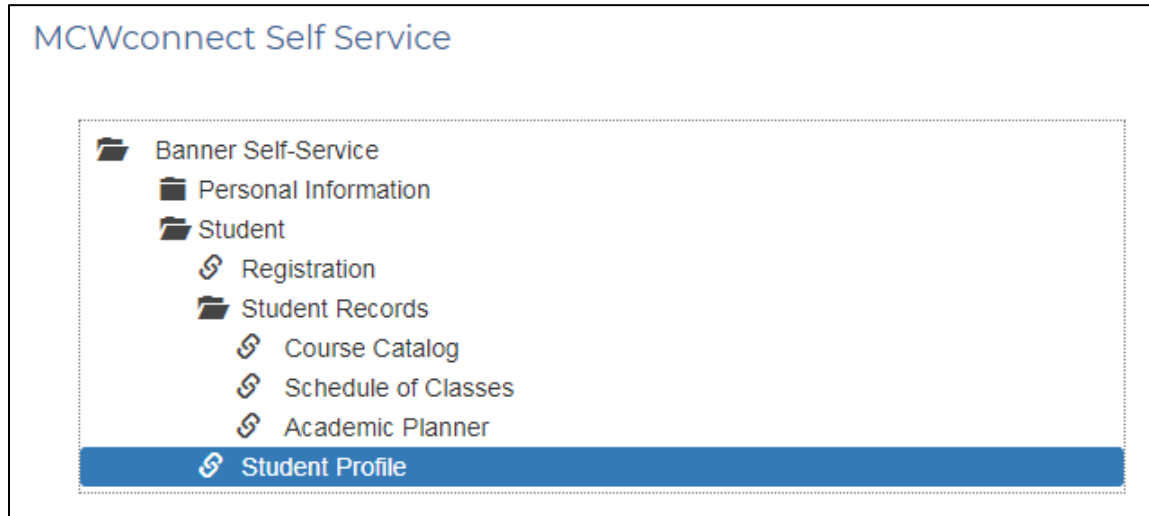 MCWconnect Self Service
Banner Self-Service
Personal Information
Student
Registration
Student Records
Course Catalog
Schedule of Classes
Academic Planner
Student Profile